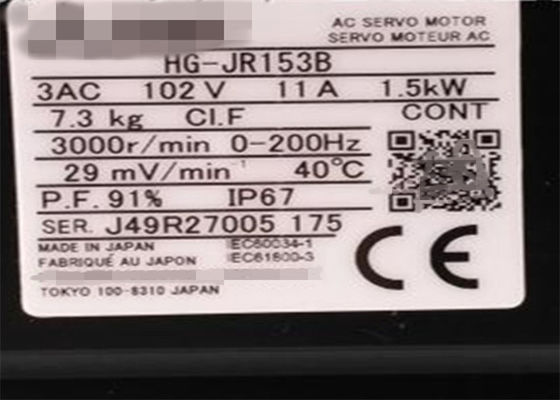 AC SERVO MOTOR
SERVO MOTEUR AC
HG-JR153B
3AC 102 V 11 A 1.5kW
7.3 kg CI.F CONT
3000r/min 0-200Hz
29 mV/min⁻¹ 40℃
P.F. 91% IP67
SER. J49R27005 175
MADE IN JAPAN IEC60034-1
FABRIQUÉ AU JAPON IEC61800-3
TOKYO 100-8310 JAPAN
CE